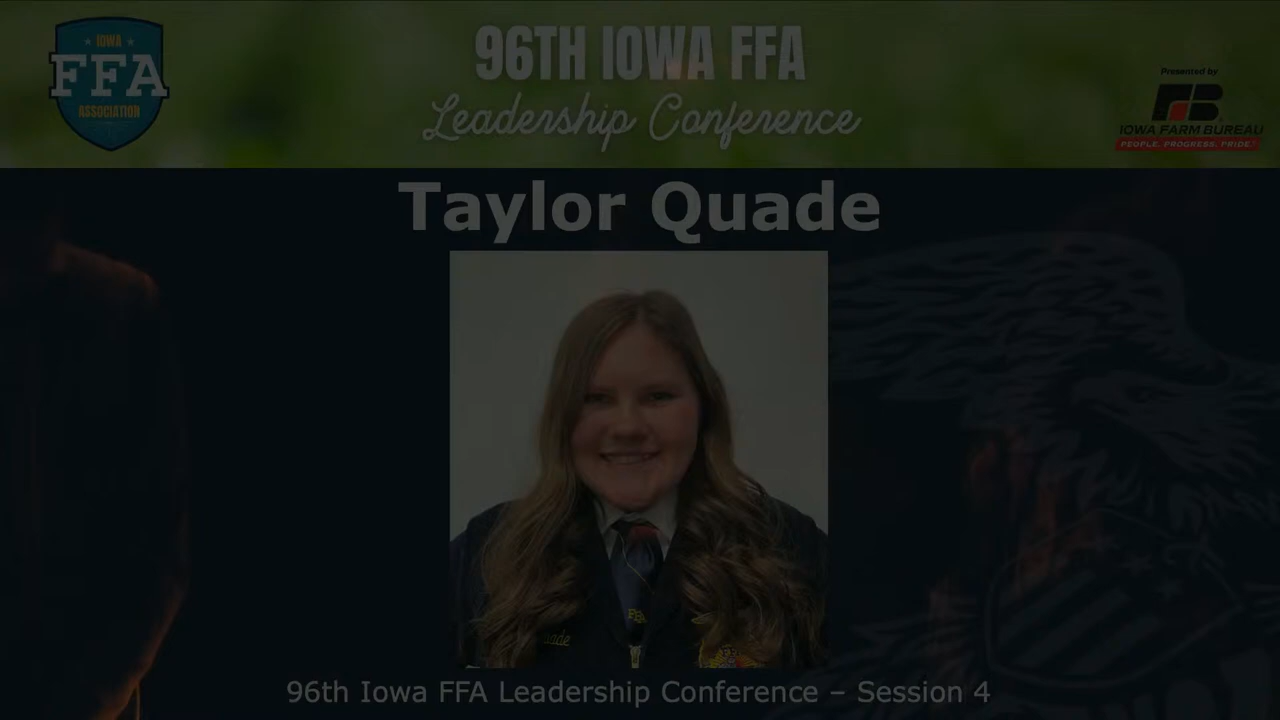 IOWA
FFA
ASSOCIATION
96TH IOWA FFA
Leadership Conference
Presented by
FB
IOWA FARM BUREAU
PEOPLE. PROGRESS. PRIDE.
Taylor Quade
96th Iowa FFA Leadership Conference – Session 4